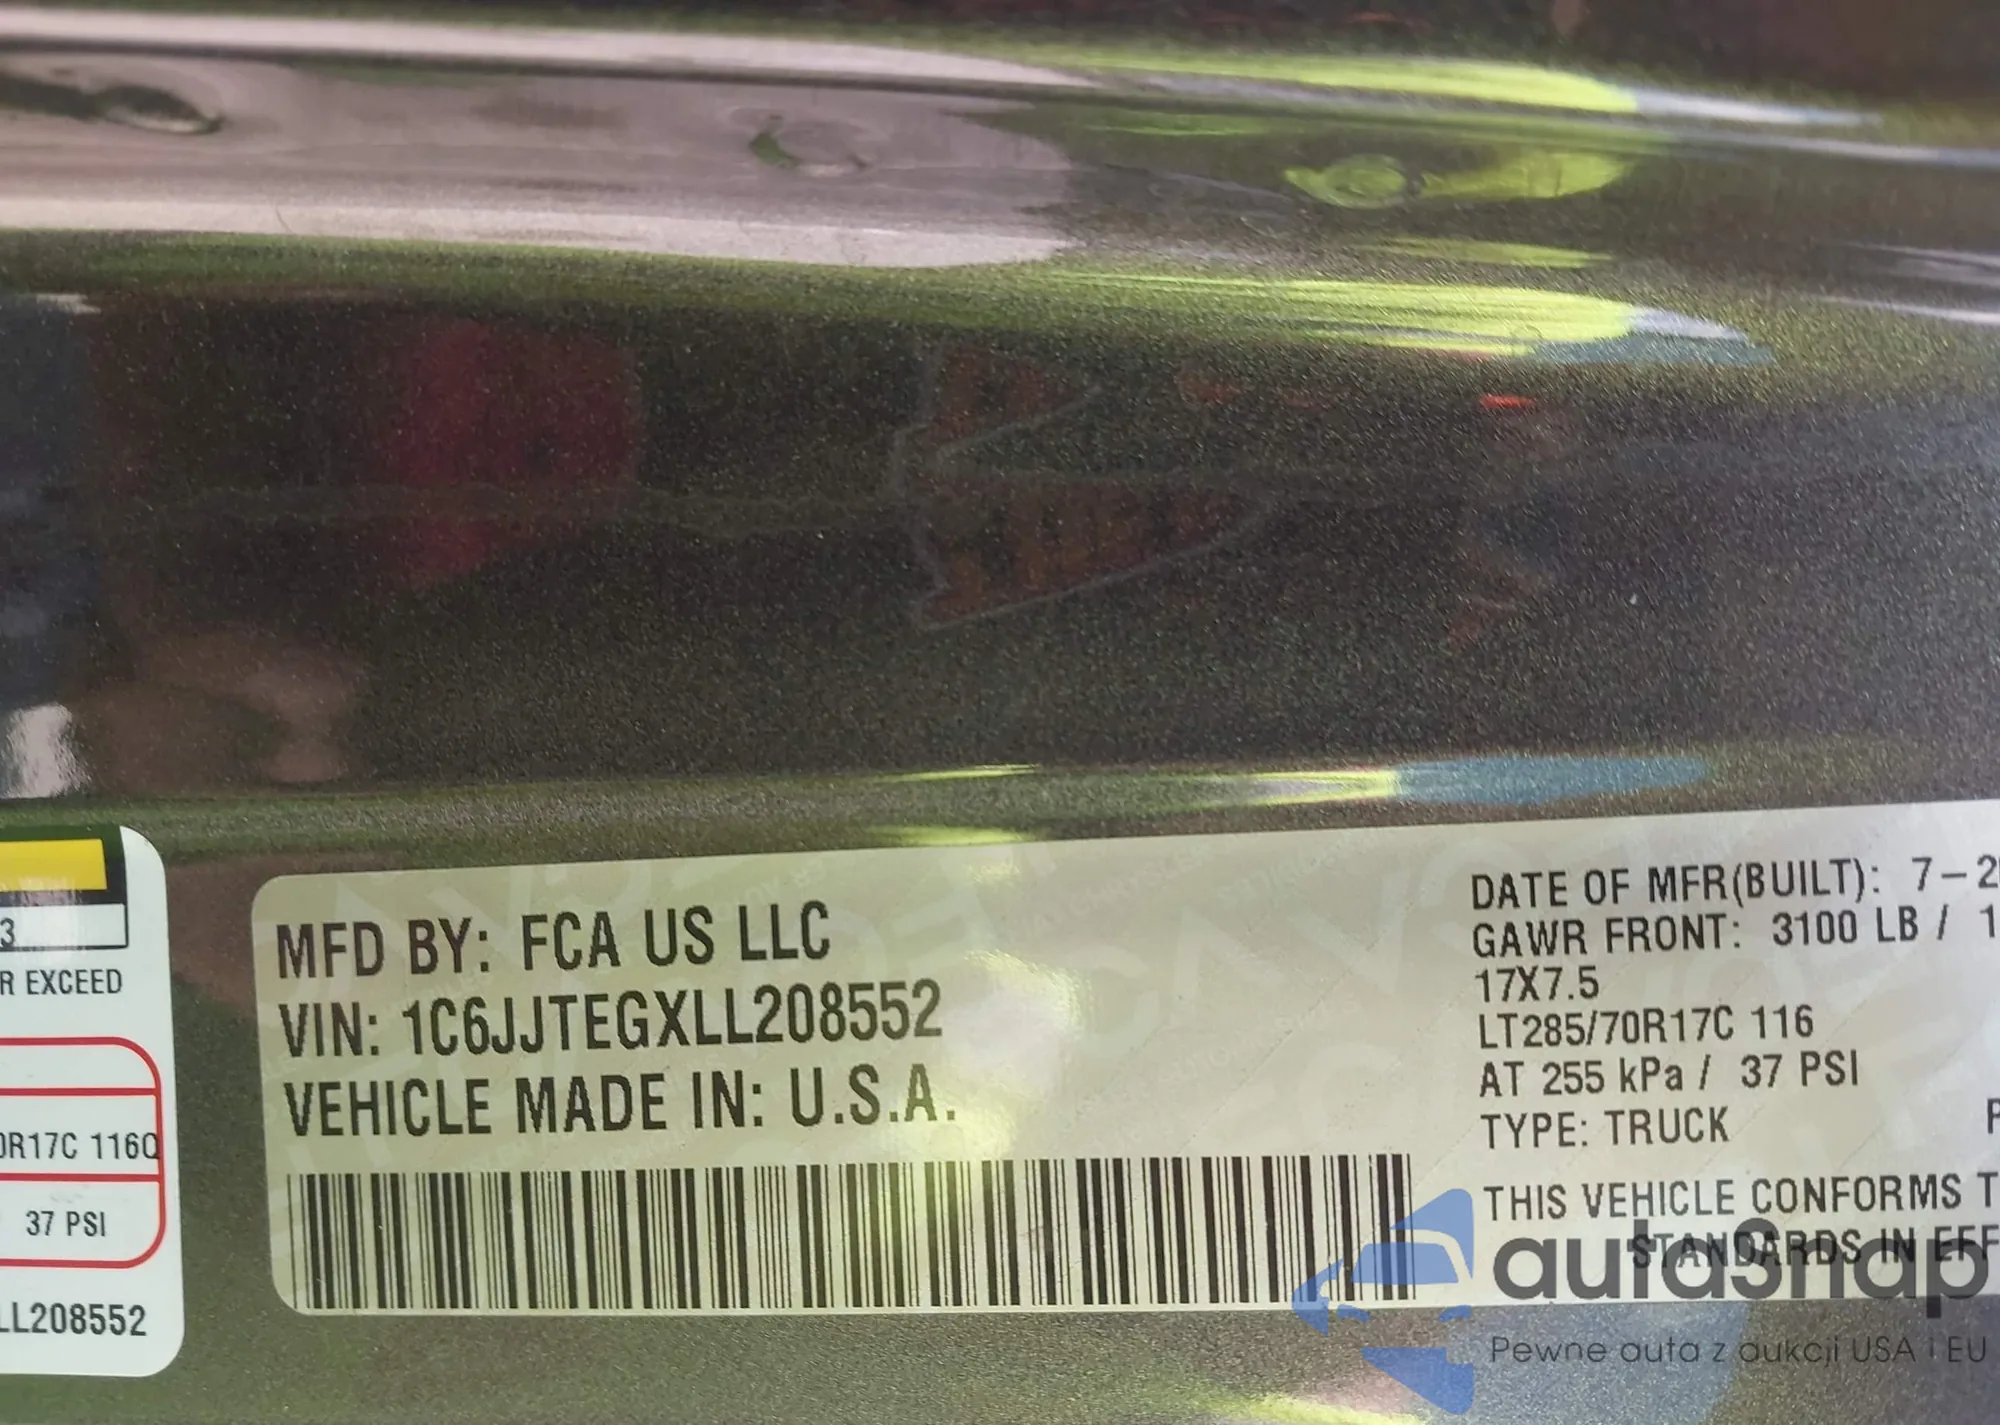 MFD BY: FCA US LLC
VIN: 1C6JJTEGXLL208552
VEHICLE MADE IN: U.S.A.
DATE OF MFR(BUILT): 7-2
GAWR FRONT: 3100 LB / 1
17X7.5
LT285/70R17C 116
AT 255 kPa / 37 PSI
TYPE: TRUCK
THIS VEHICLE CONFORMS T
STANDARDS IN EFF
3
R EXCEED
0R17C 116Q
37 PSI
LL208552
auta3nap
Pewne auta z aukcji USA i EU